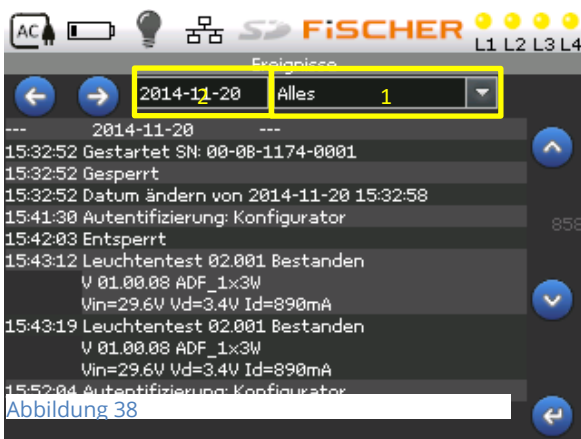 AC SD FiSCHER L1 L2 L3 L4
Ereignisse
2014-11-20 2 Alles 1
--- 2014-11-20 ---
15:32:52 Gestartet SN: 00-0B-1174-0001
15:32:52 Gesperrt
15:32:52 Datum ändern von 2014-11-20 15:32:58
15:41:30 Autentifizierung: Konfigurator
858
15:42:03 Entsperrt
15:43:12 Leuchtentest 02.001 Bestanden
V 01.00.08 ADF_1x3W
Vin=29.6V Vd=3.4V Id=890mA
15:43:19 Leuchtentest 02.001 Bestanden
V 01.00.08 ADF_1x3W
Vin=29.6V Vd=3.4V Id=890mA
15:52:04 Autentifizierung: Konfigurator
Abbildung 38